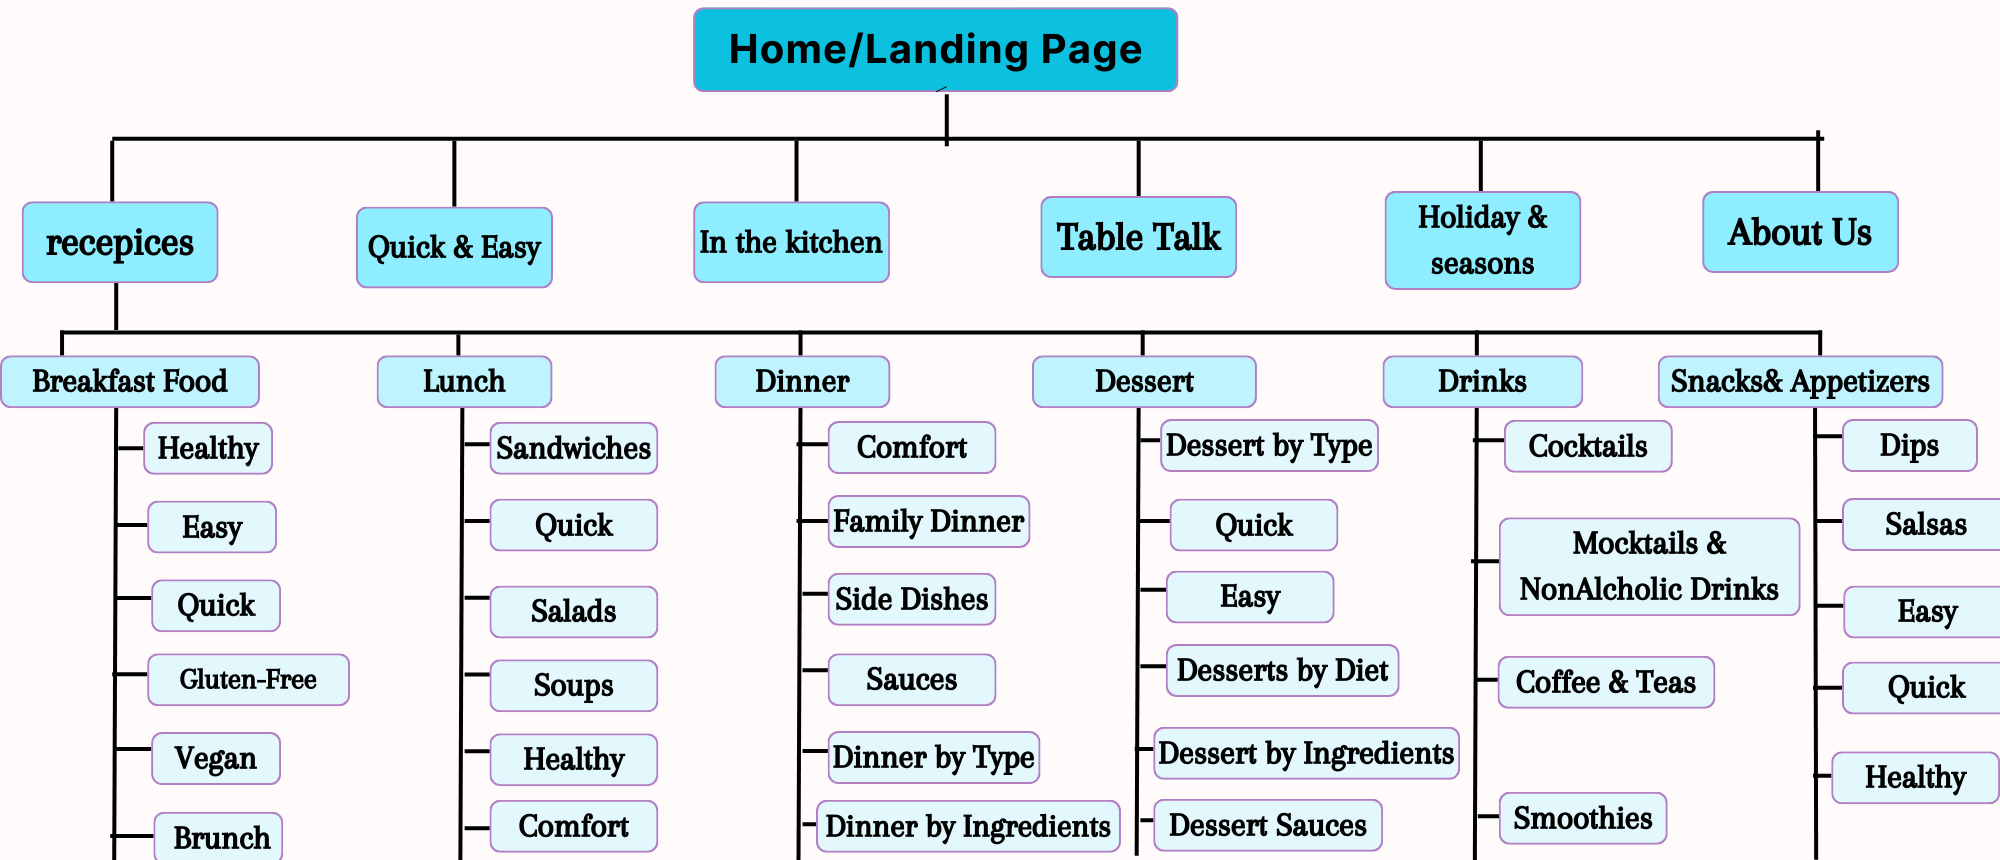 Home/Landing Page
recepices
Quick & Easy
In the kitchen
Table Talk
Holiday &
seasons
About Us
Breakfast Food
Healthy
Easy
Quick
Gluten-Free
Vegan
Brunch
Lunch
Sandwiches
Quick
Salads
Soups
Healthy
Comfort
Dinner
Comfort
Family Dinner
Side Dishes
Sauces
Dinner by Type
Dinner by Ingredients
Dessert
Dessert by Type
Quick
Easy
Desserts by Diet
Dessert by Ingredients
Dessert Sauces
Drinks
Cocktails
Mocktails &
NonAlcholic Drinks
Coffee & Teas
Smoothies
Snacks& Appetizers
Dips
Salsas
Easy
Quick
Healthy